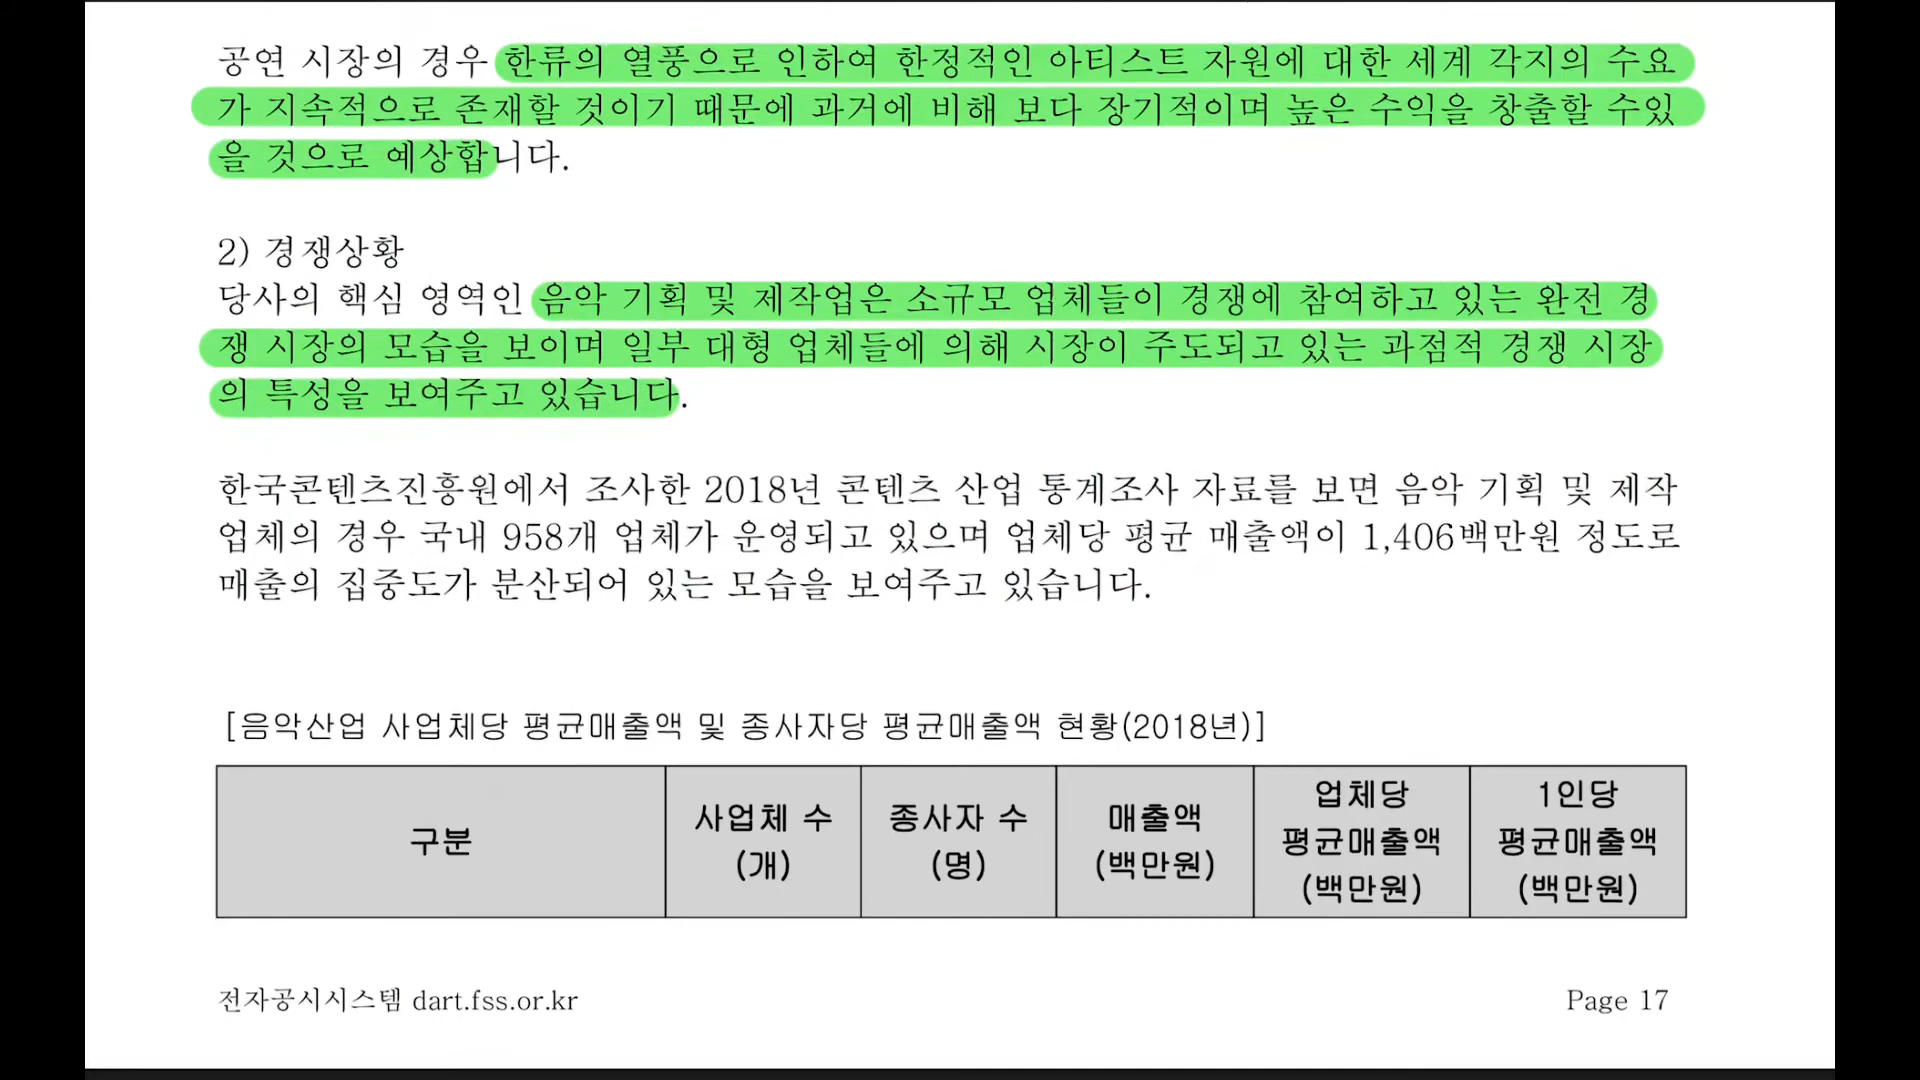 공연 시장의 경우 한류의 열풍으로 인하여 한정적인 아티스트 자원에 대한 세계 각지의 수요
가 지속적으로 존재할 것이기 때문에 과거에 비해 보다 장기적이며 높은 수익을 창출할 수있
을 것으로 예상합니다.
2) 경쟁상황
당사의 핵심 영역인 음악 기획 및 제작업은 소규모 업체들이 경쟁에 참여하고 있는 완전 경
쟁 시장의 모습을 보이며 일부 대형 업체들에 의해 시장이 주도되고 있는 과점적 경쟁 시장
의 특성을 보여주고 있습니다.
한국콘텐츠진흥원에서 조사한 2018년 콘텐츠 산업 통계조사 자료를 보면 음악 기획 및 제작
업체의 경우 국내 958개 업체가 운영되고 있으며 업체당 평균 매출액이 1,406백만원 정도로
매출의 집중도가 분산되어 있는 모습을 보여주고 있습니다.
[음악산업 사업체당 평균매출액 및 종사자당 평균매출액 현황(2018년)]
구분
사업체 수
(개)
종사자 수
(명)
매출액
(백만원)
업체당
평균매출액
(백만원)
1인당
평균매출액
(백만원)
전자공시시스템 dart.fss.or.kr
Page 17